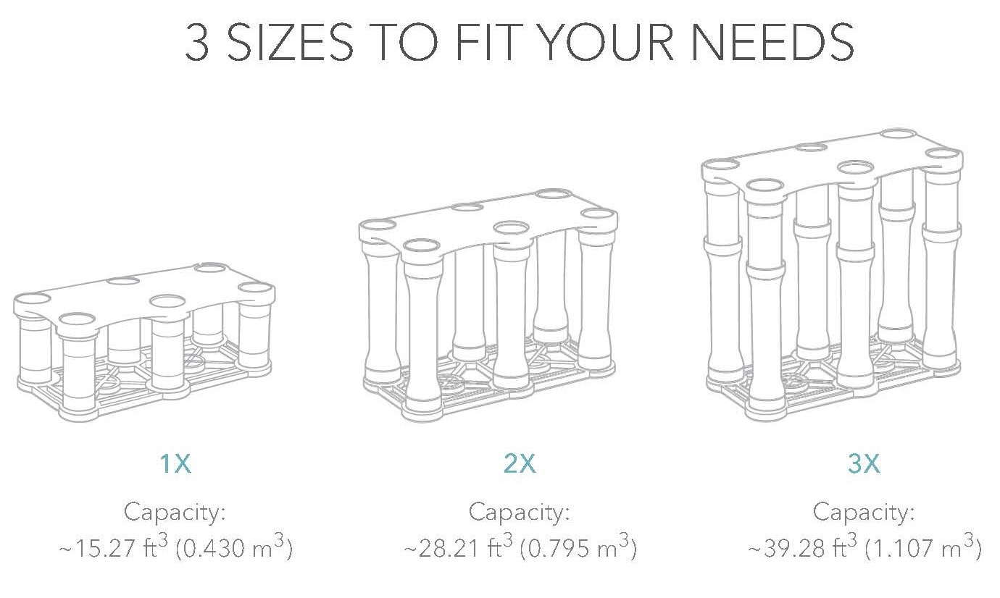 3 SIZES TO FIT YOUR NEEDS
1X
Capacity:
~15.27 ft³ (0.430 m³)
2X
Capacity:
~28.21 ft³ (0.795 m³)
3X
Capacity:
~39.28 ft³ (1.107 m³)